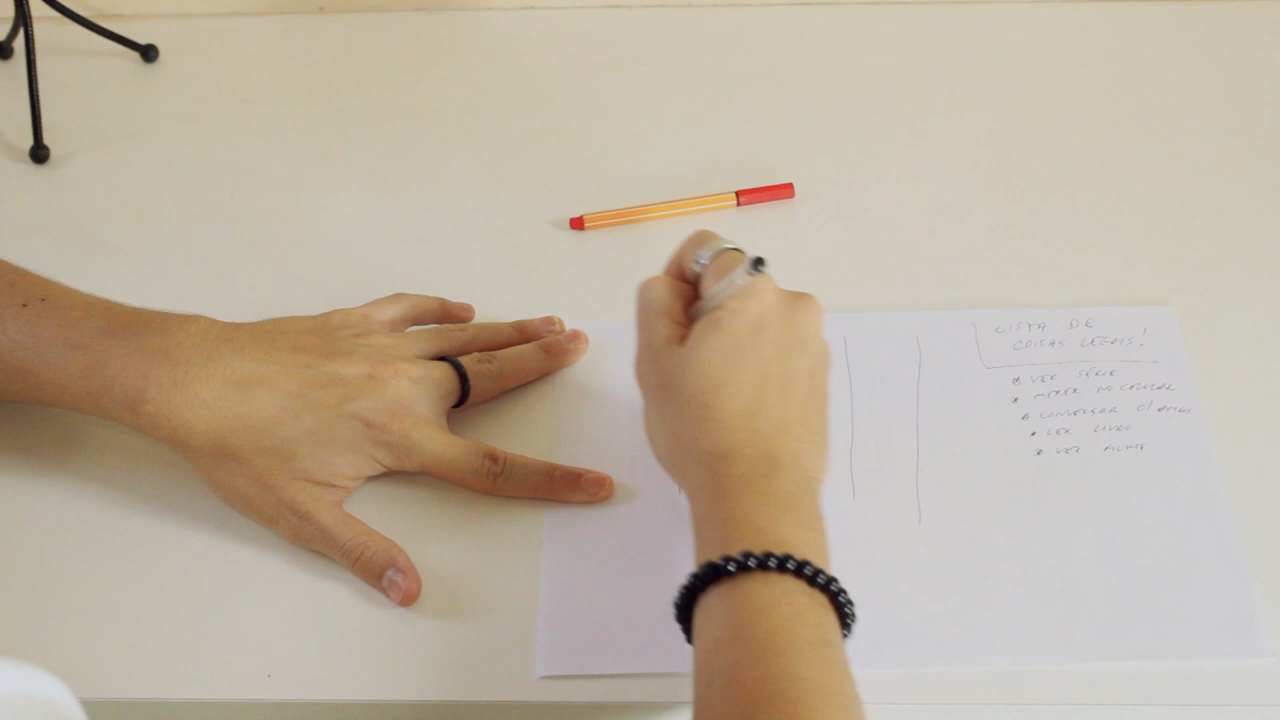 LISTA DE
COISAS LEGAIS!
VER SÉRIE
MEXER NO CELULAR
CONVERSAR C/ AMIGOS
LER LIVRO
VER FILME